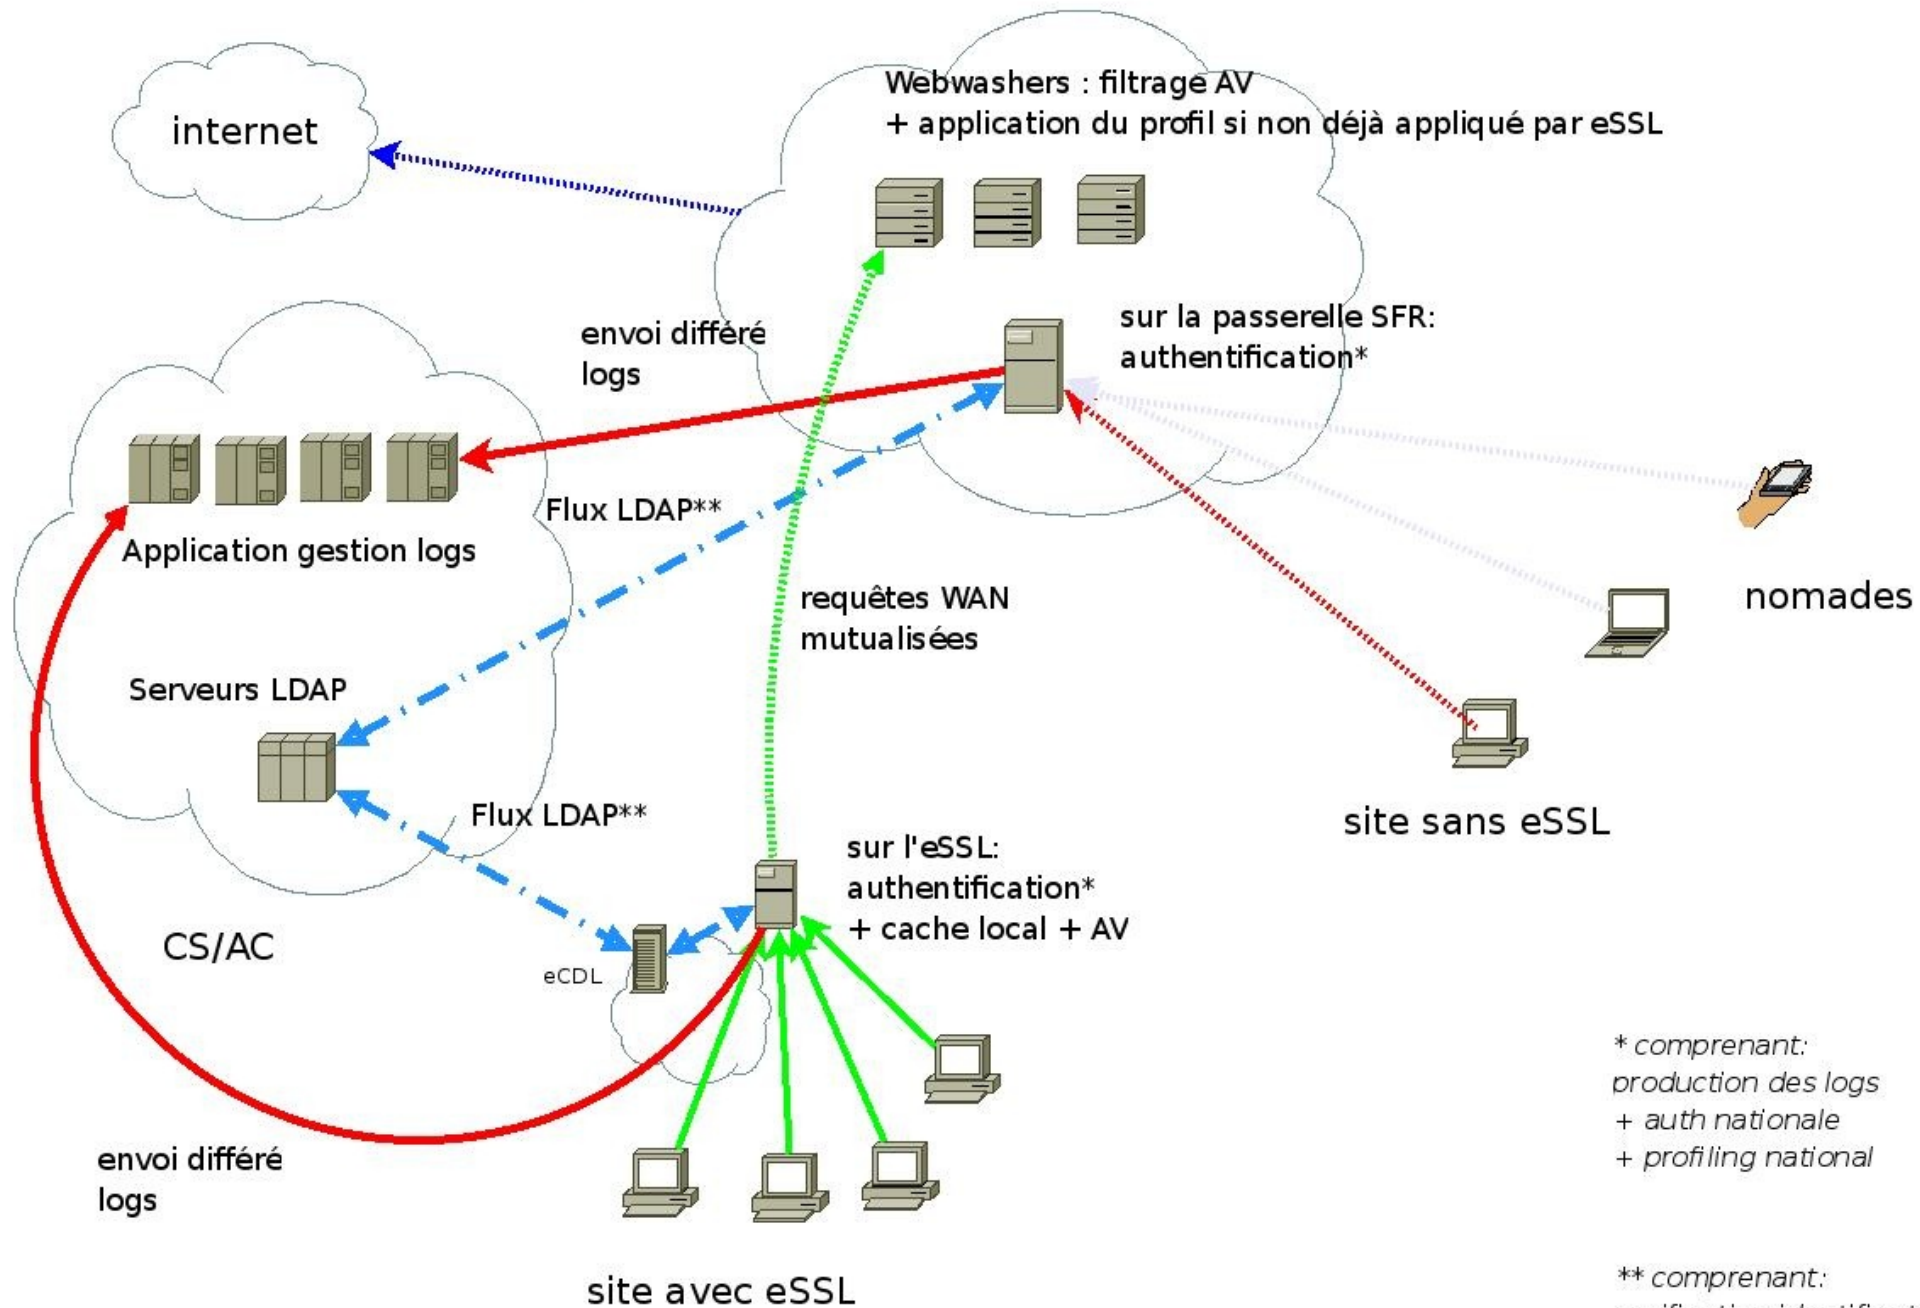 Webwashers : filtrage AV
+ application du profil si non déjà appliqué par eSSL
internet
sur la passerelle SFR:
authentification*
envoi différé
logs
Flux LDAP**
Application gestion logs
requêtes WAN
mutualisées
nomades
Serveurs LDAP
Flux LDAP**
site sans eSSL
sur l'eSSL:
authentification*
+ cache local + AV
CS/AC
eCDL
* comprenant:
production des logs
+ auth nationale
+ profiling national
envoi différé
logs
site avec eSSL
** comprenant: